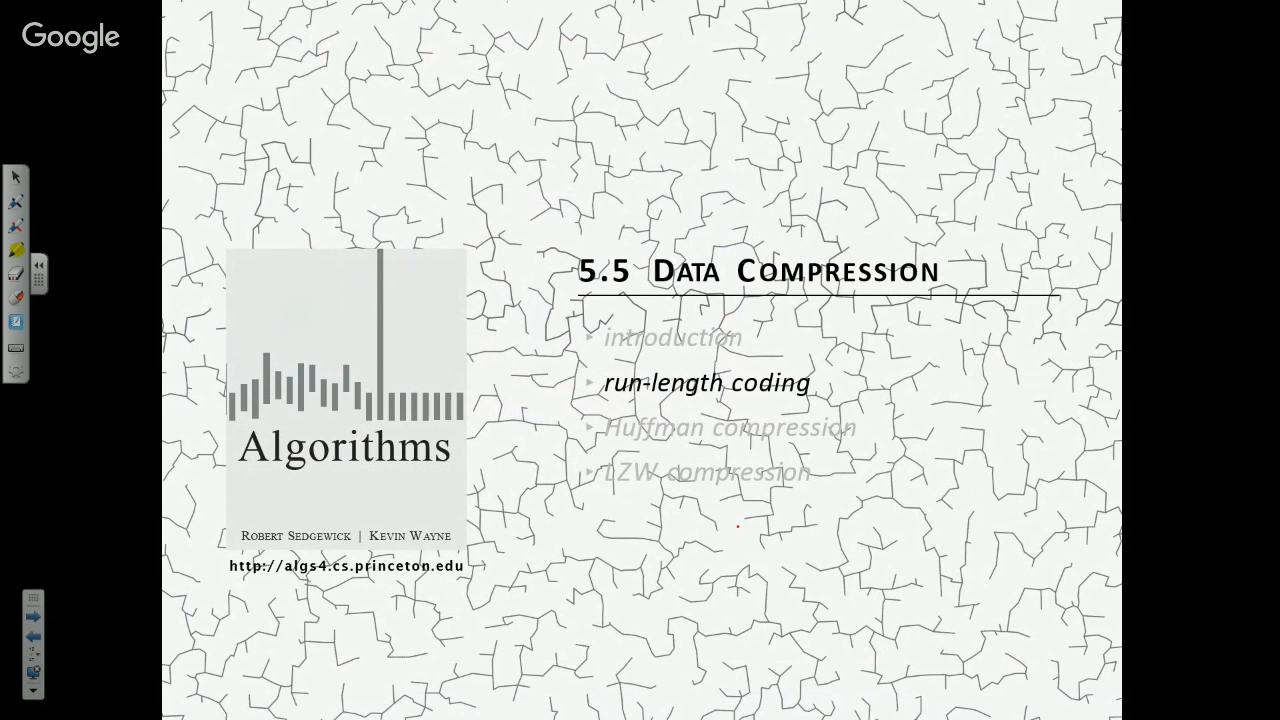 Google
5.5 DATA COMPRESSION
introduction
run-length coding
Huffman compression
LZW compression
Algorithms
ROBERT SEDGEWICK | KEVIN WAYNE
http://algs4.cs.princeton.edu